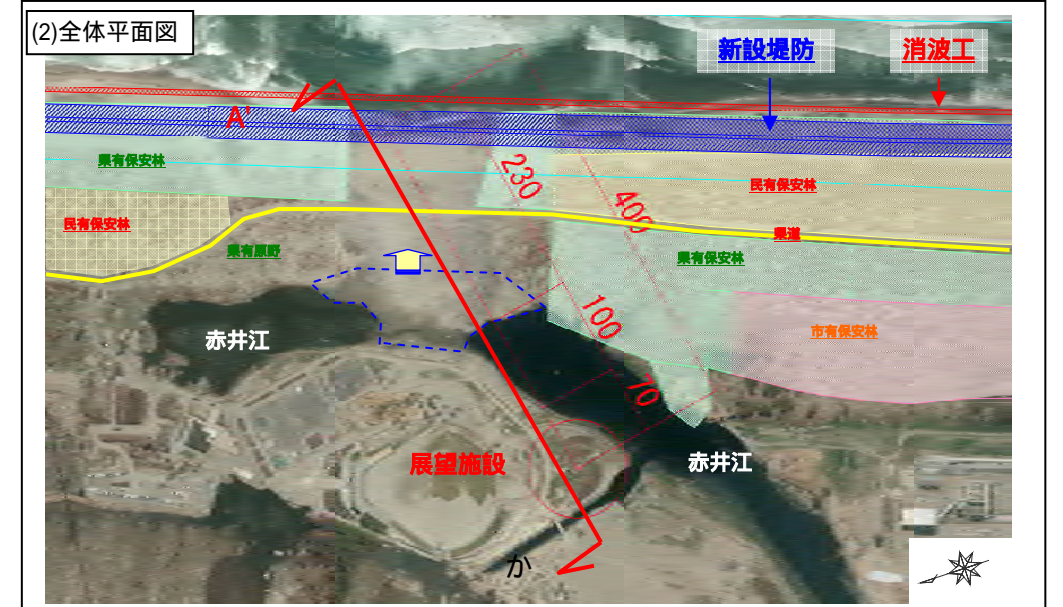 (2)全体平面図
新設堤防
消波工
A'
県有保安林
民有保安林
230
400
民有保安林
県道
県有原野
県有保安林
100
赤井江
市有保安林
70
展望施設
赤井江
か